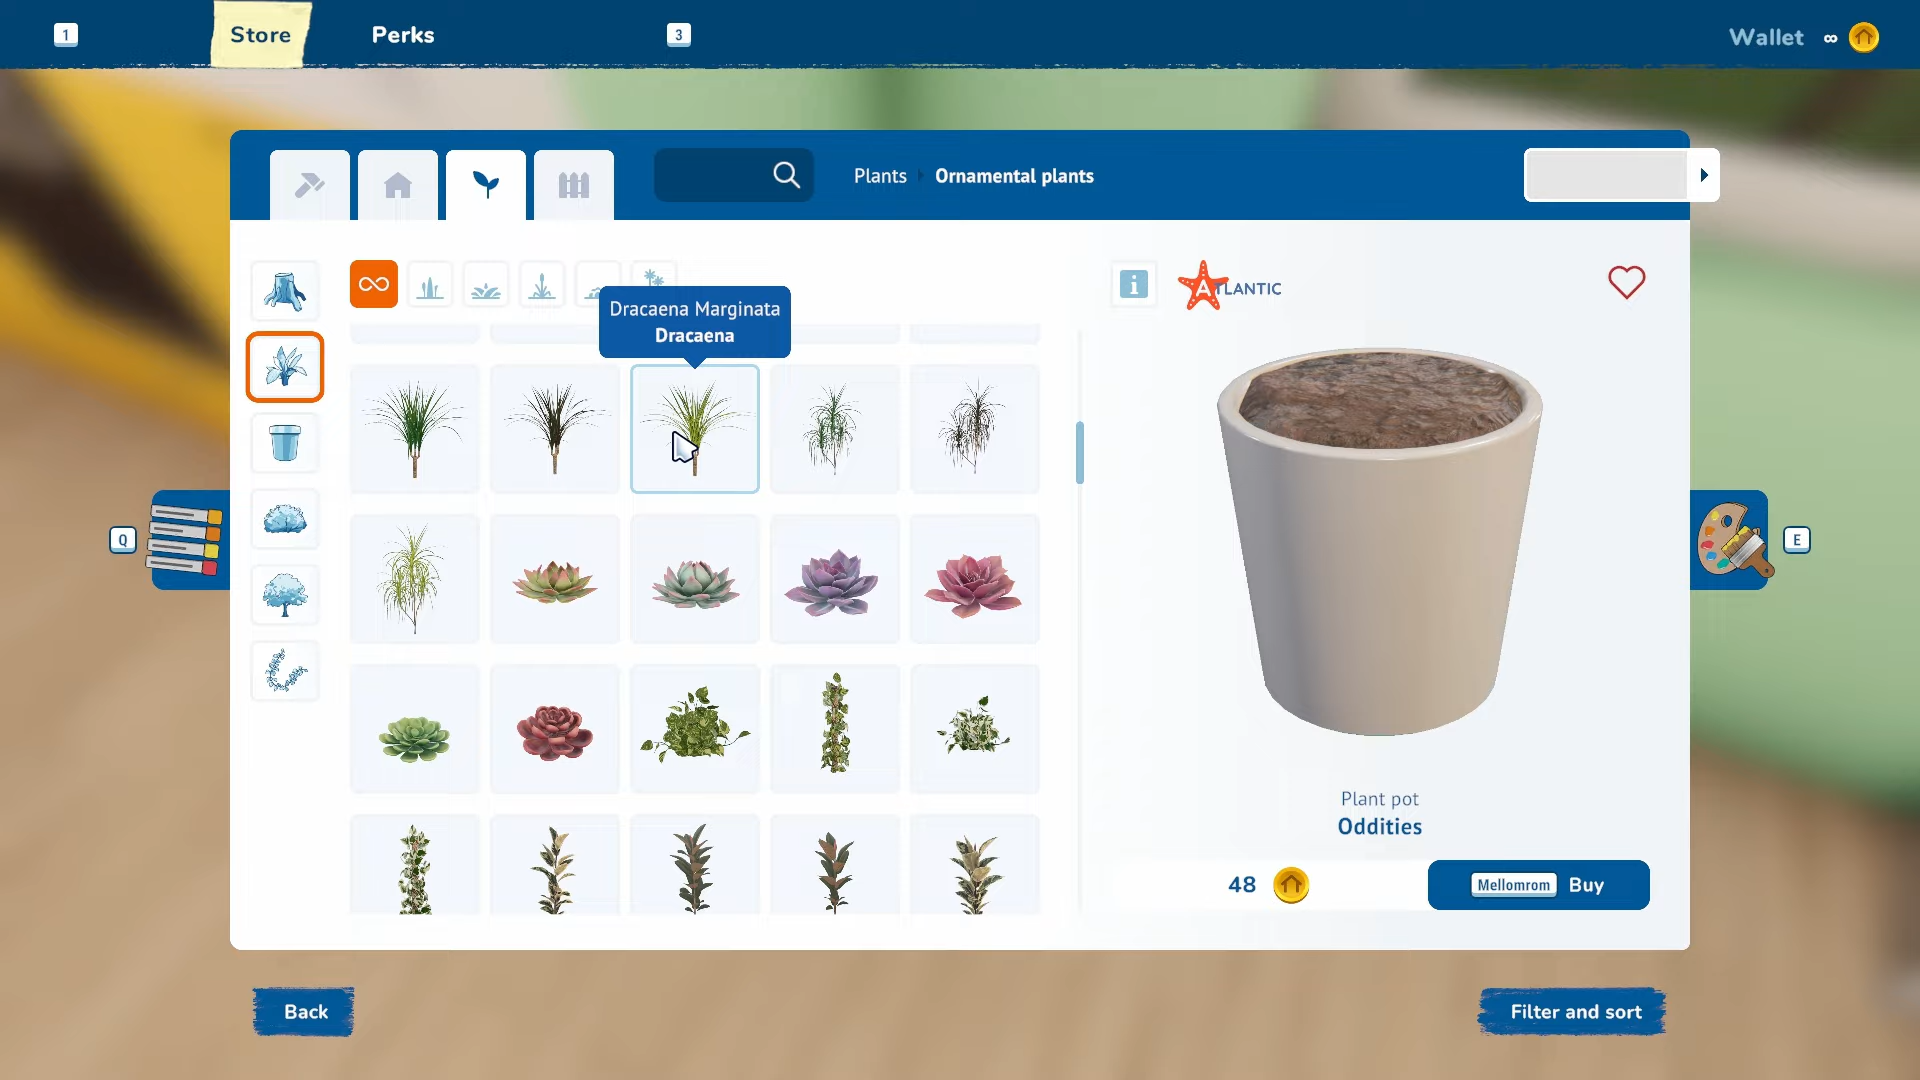 1
Store
Perks
3
Wallet ∞
Plants
Ornamental plants
Dracaena Marginata
Dracaena
i
ATLANTIC
Q
E
Plant pot
Oddities
48
Mellomrom
Buy
Back
Filter and sort